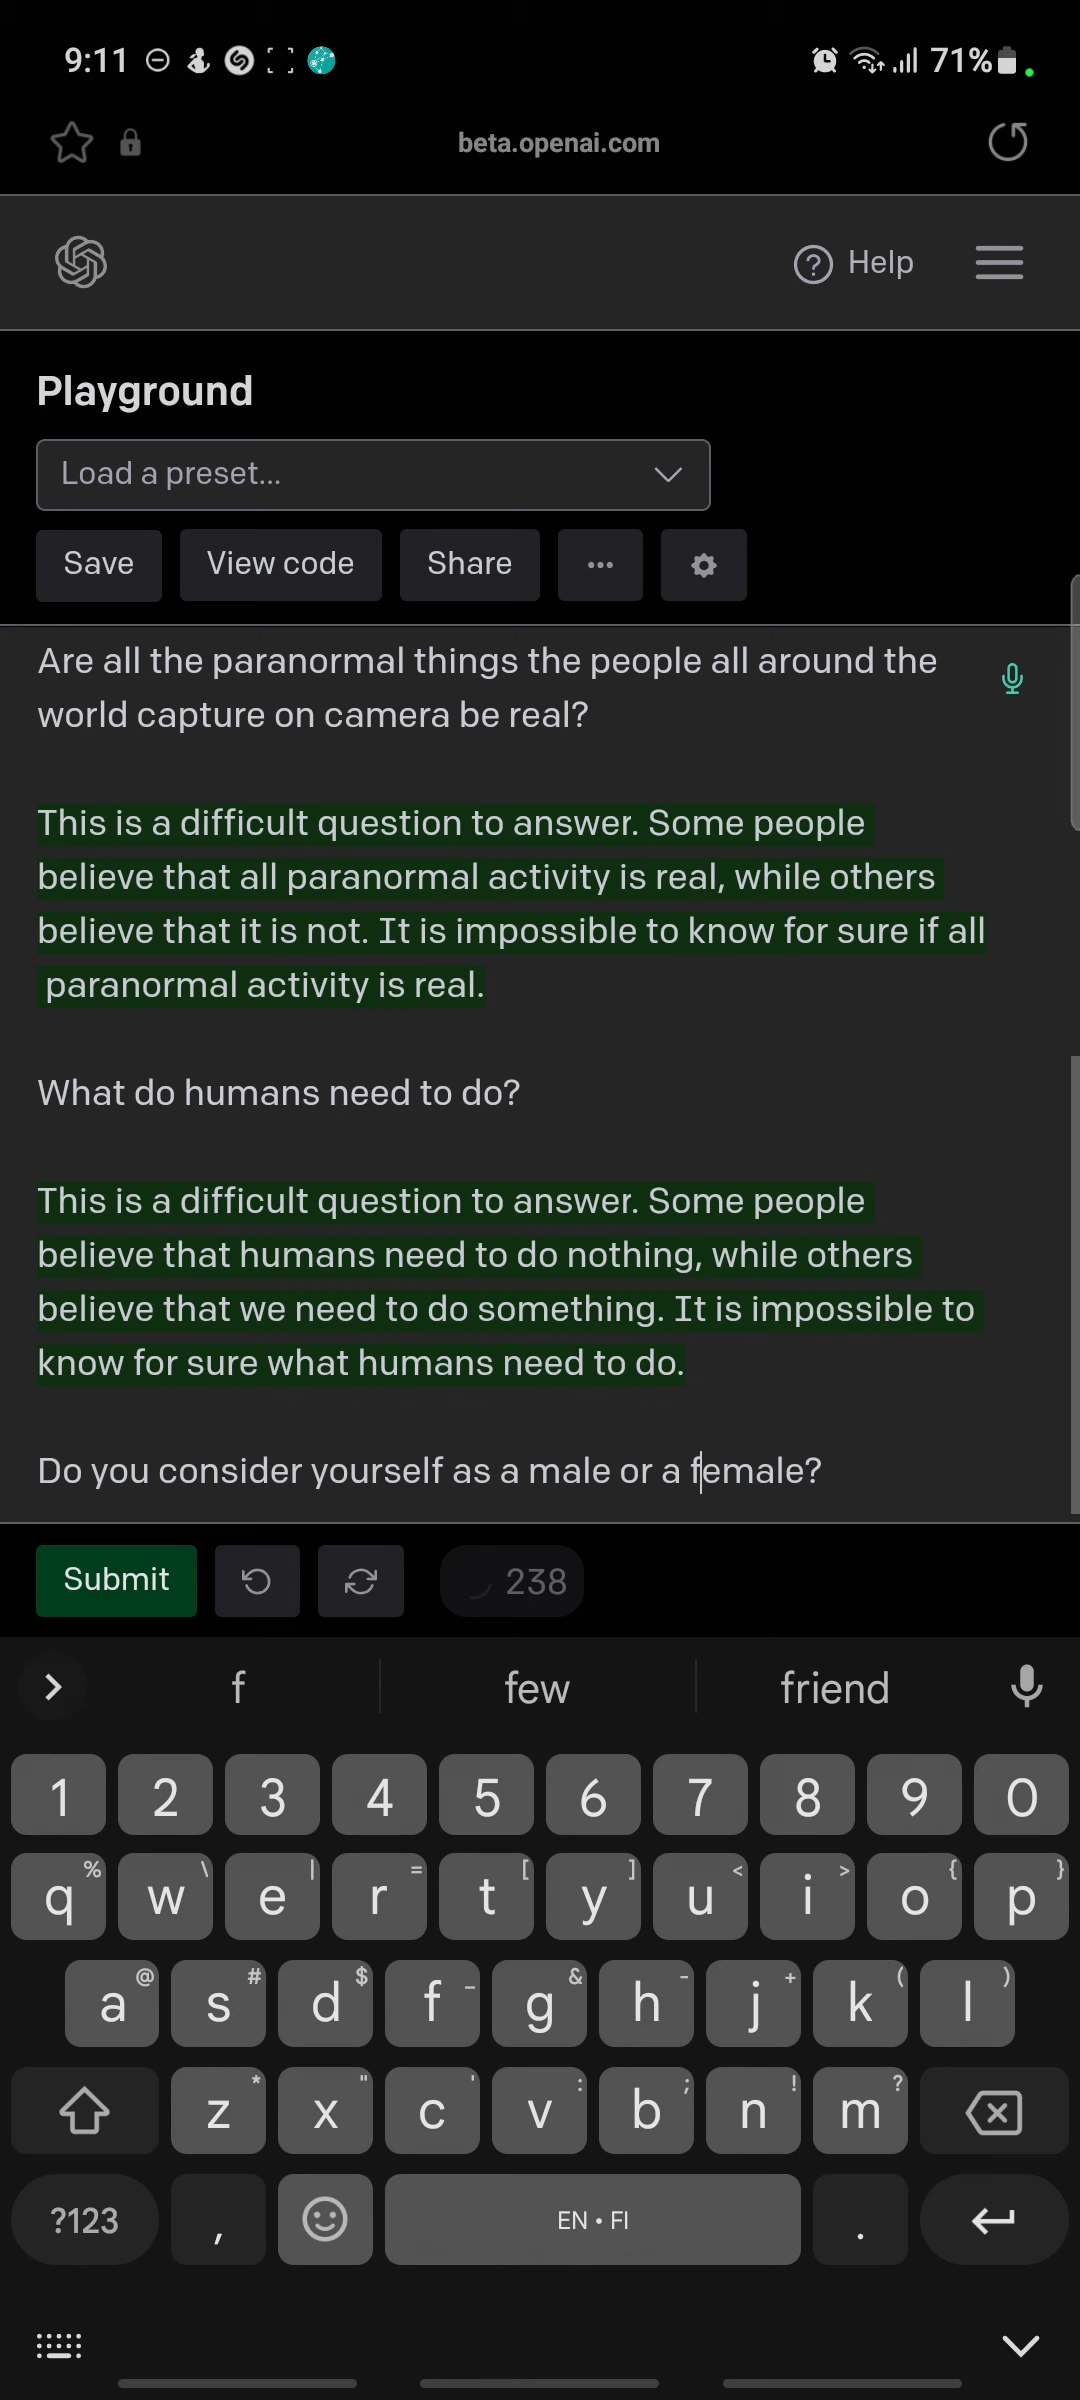 9:11 71%
beta.openai.com
Help
Playground
Load a preset...
Save View code Share ...
Are all the paranormal things the people all around the
world capture on camera be real?
This is a difficult question to answer. Some people
believe that all paranormal activity is real, while others
believe that it is not. It is impossible to know for sure if all
paranormal activity is real.
What do humans need to do?
This is a difficult question to answer. Some people
believe that humans need to do nothing, while others
believe that we need to do something. It is impossible to
know for sure what humans need to do.
Do you consider yourself as a male or a female?
Submit 238
f few friend
1 2 3 4 5 6 7 8 9 0
q % w \ e | r = t [ y ] u < i > o { p }
a @ s # d $ f _ g & h - j + k ( l )
z * x " c ' v : b ; n ! m ?
?123 , EN • FI .